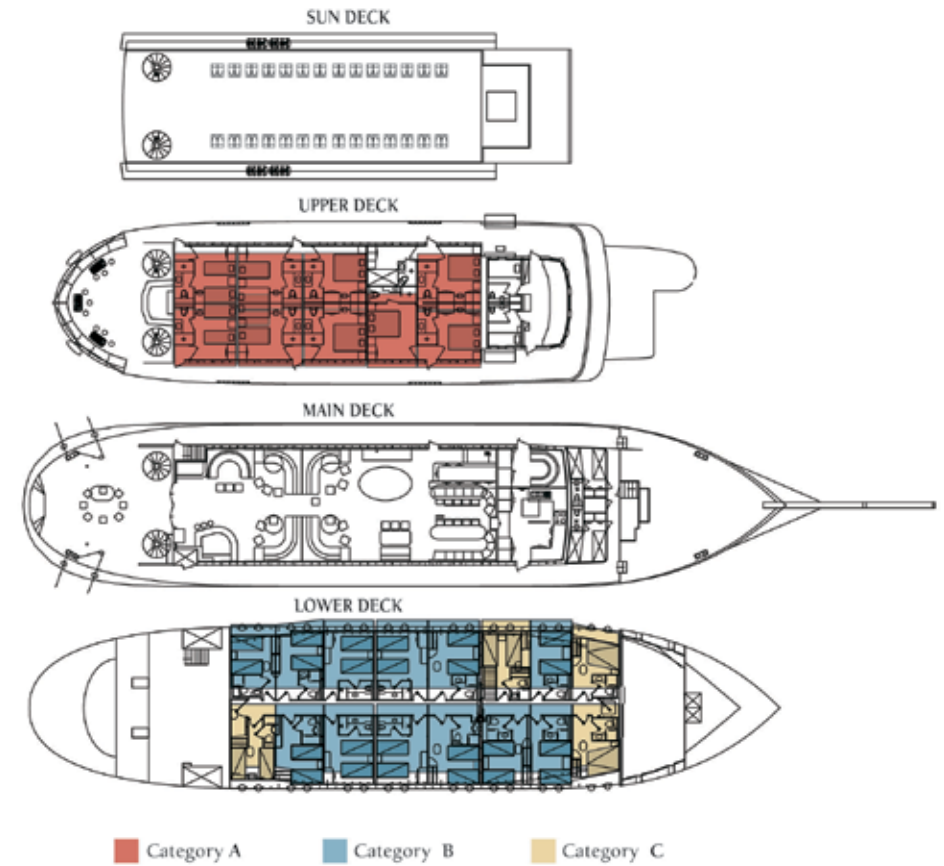 SUN DECK
UPPER DECK
MAIN DECK
LOWER DECK
Category A
Category B
Category C